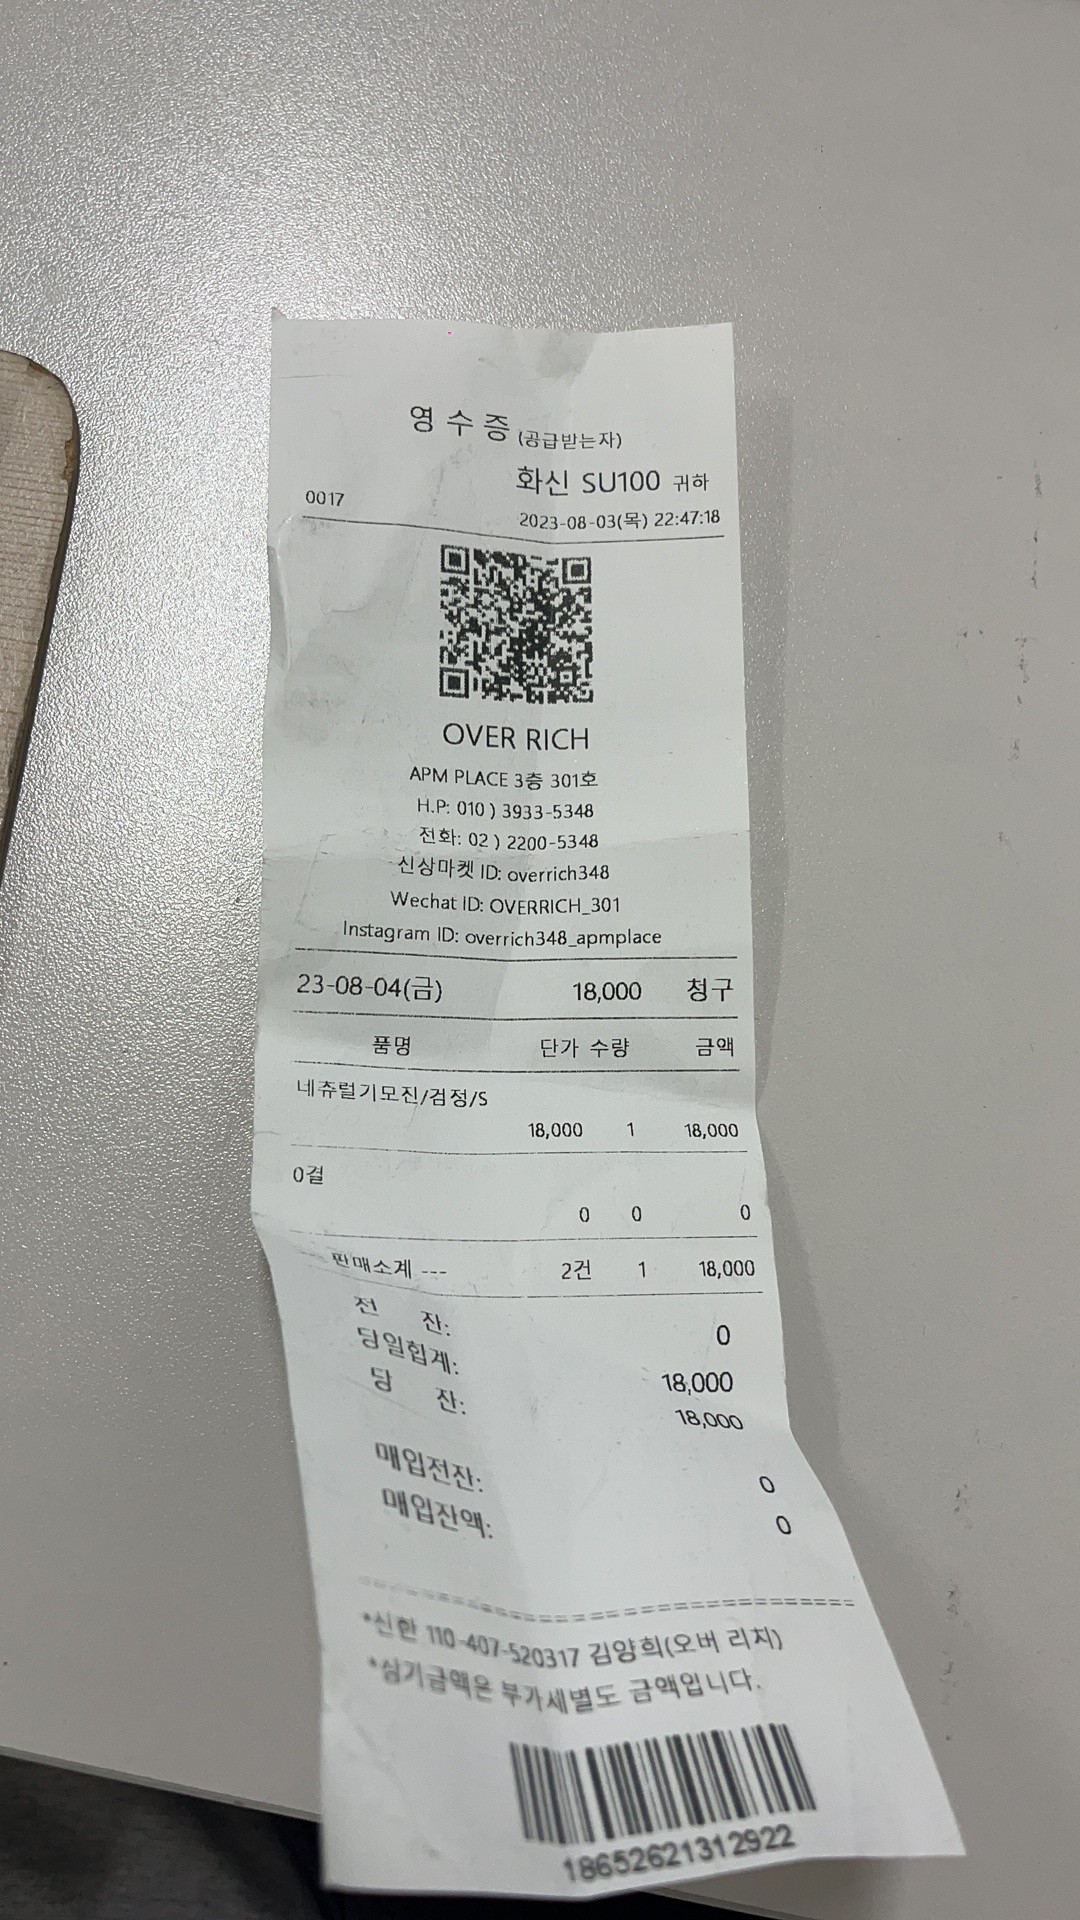 영 수 증 (공급받는자)
화신 SU100 귀하
0017
2023-08-03(목) 22:47:18
OVER RICH
APM PLACE 3층 301호
H.P: 010 ) 3933-5348
전화: 02 ) 2200-5348
신상마켓 ID: overrich348
Wechat ID: OVERRICH_301
Instagram ID: overrich348_apmplace
23-08-04(금) 18,000 청구
품명 단가 수량 금액
네츄럴기모진/검정/S
18,000 1 18,000
0결
0 0 0
판매소계 --- 2건 1 18,000
전 잔: 0
당일합계: 18,000
당 잔: 18,000
매입전잔: 0
매입잔액: 0
*신한 110-407-520317 김양희(오버 리치)
*상기금액은 부가세별도 금액입니다.
18652621312922